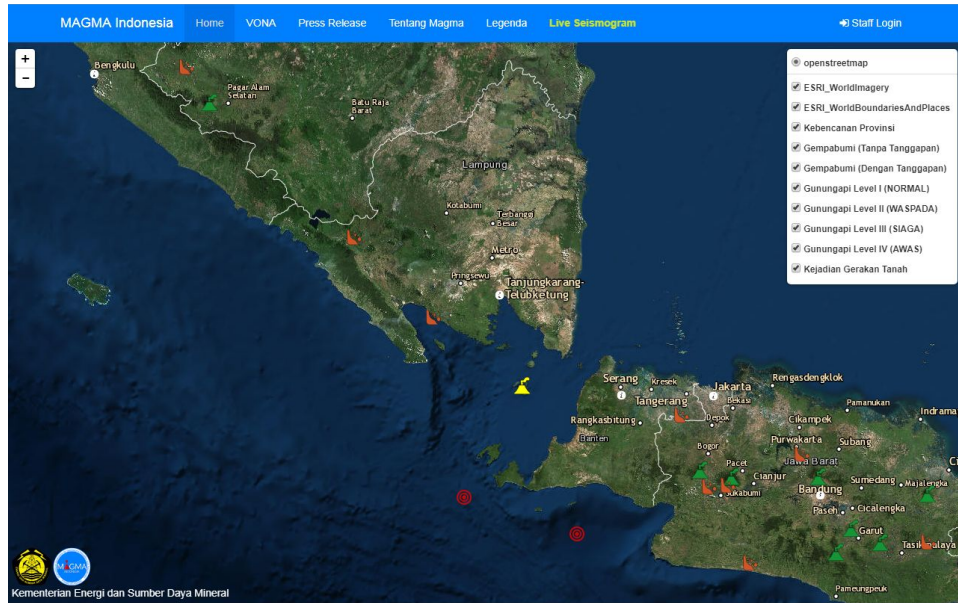 MAGMA Indonesia
Home
VONA
Press Release
Tentang Magma
Legenda
Live Seismogram
Staff Login
+
-
openstreetmap
ESRI_WorldImagery
ESRI_WorldBoundariesAndPlaces
Kebencanan Provinsi
Gempabumi (Tanpa Tanggapan)
Gempabumi (Dengan Tanggapan)
Gunungapi Level I (NORMAL)
Gunungapi Level II (WASPADA)
Gunungapi Level III (SIAGA)
Gunungapi Level IV (AWAS)
Kejadian Gerakan Tanah
Bengkulu
Pagar Alam
Selatan
Batu Raja
Barat
Lampung
Kotabumi
Terbanggi
Besar
Metro
Pringsewu
Tanjungkarang-
Telubketung
Serang
Kresek
Jakarta
Rengasdengklok
Tangerang
Bekasi
Pamanukan
Indrama
Rangkasbitung
Depok
Cikampek
Banten
Bogor
Purwakarta
Subang
Jawa Barat
Pacet
Cianjur
Sumedang
Majalengka
Sukabumi
Bandung
Paseh
Cicalengka
Garut
Tasikmalaya
Pameungpeuk
MAGMA
Kementerian Energi dan Sumber Daya Mineral